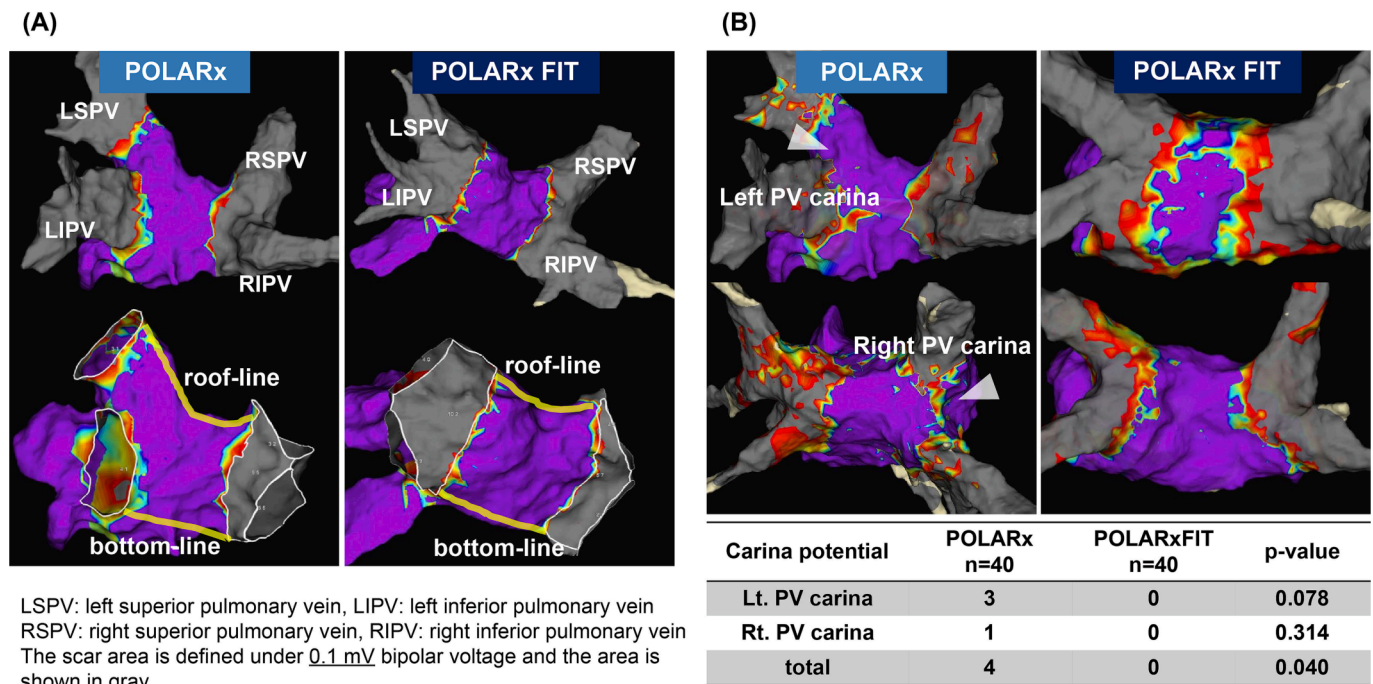 (A)
POLARx
POLARx FIT
LSPV
LSPV
RSPV
RSPV
LIPV
LIPV
RIPV
RIPV
roof-line
roof-line
bottom-line
bottom-line
LSPV: left superior pulmonary vein, LIPV: left inferior pulmonary vein
RSPV: right superior pulmonary vein, RIPV: right inferior pulmonary vein
The scar area is defined under 0.1 mV bipolar voltage and the area is
shown in gray
(B)
POLARx
POLARx FIT
Left PV carina
Right PV carina
Carina potential POLARx n=40 POLARxFIT n=40 p-value
Lt. PV carina 3 0 0.078
Rt. PV carina 1 0 0.314
total 4 0 0.040